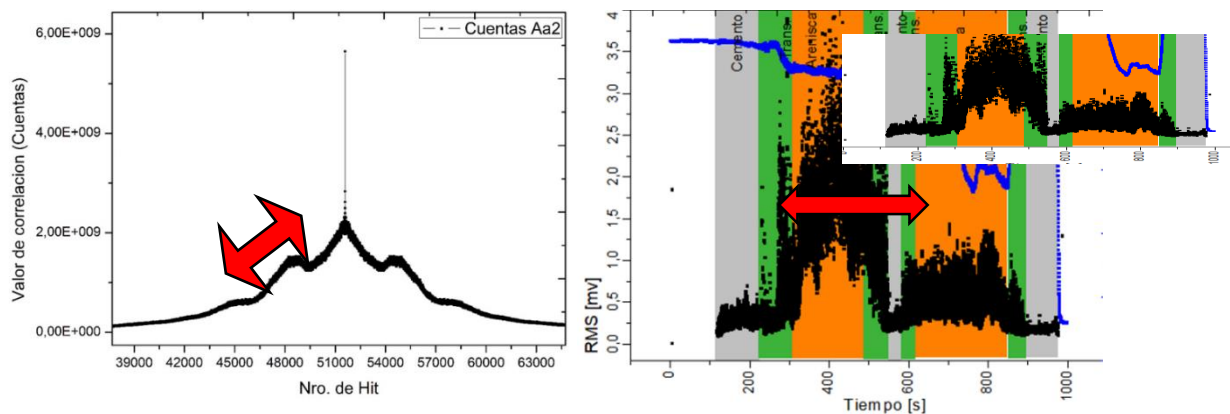 6,00E+009
4,00E+009
2,00E+009
0,00E+000
Valor de correlacion (Cuentas)
Cuentas Aa2
39000 42000 45000 48000 51000 54000 57000 60000 63000
Nro. de Hit
4
3,5
3,0
2,5
2,0
1,5
1,0
0,5
0,0
RMS [mv]
Cemento
Trans.
Arenisca
0 200 400 600 800 1000
Tiempo [s]
0 200 400 600 800 1000